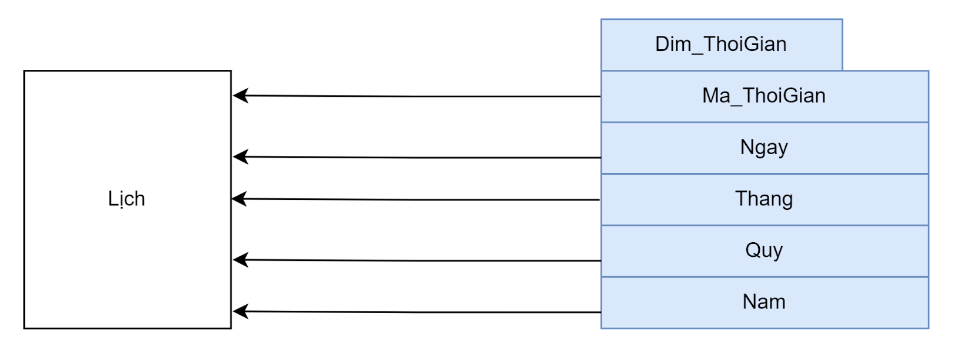 Dim_ThoiGian
Ma_ThoiGian
Ngay
Lịch
Thang
Quy
Nam